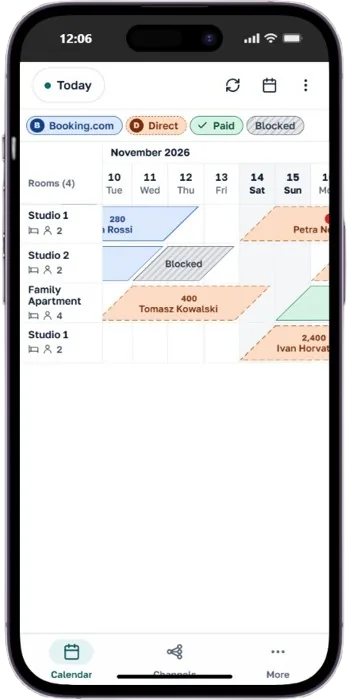 12:06
Today
B Booking.com D Direct Paid Blocked
November 2026
Rooms (4) 10 11 12 13 14 15
Tue Wed Thu Fri Sat Sun
Studio 1
2
280
Rossi
Petra
Studio 2
2
Blocked
Family
Apartment
4
400
Tomasz Kowalski
Studio 1
2
2,400
Ivan Horvat
Calendar Channels More